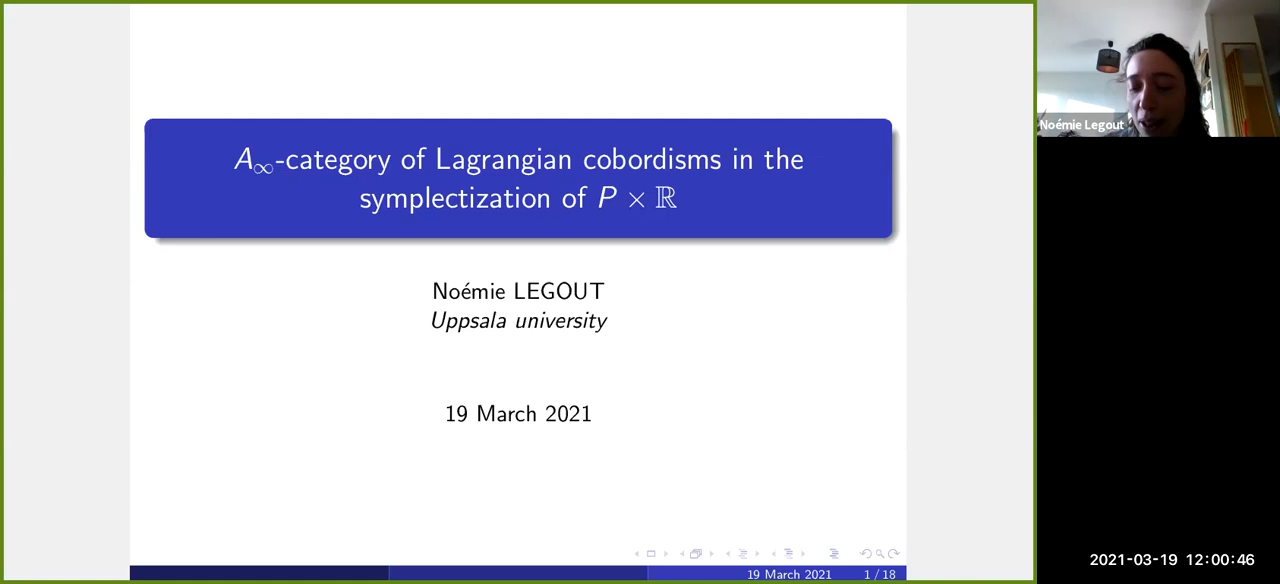 A∞-category of Lagrangian cobordisms in the
symplectization of P × ℝ
Noémie LEGOUT
Uppsala university
19 March 2021
19 March 2021 1 / 18
Noémie Legout
2021-03-19 12:00:46